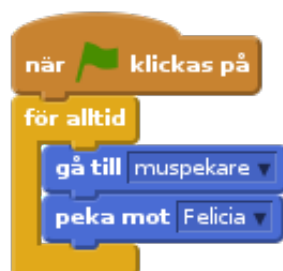 när klickas på
för alltid
gå till muspekare
peka mot Felicia